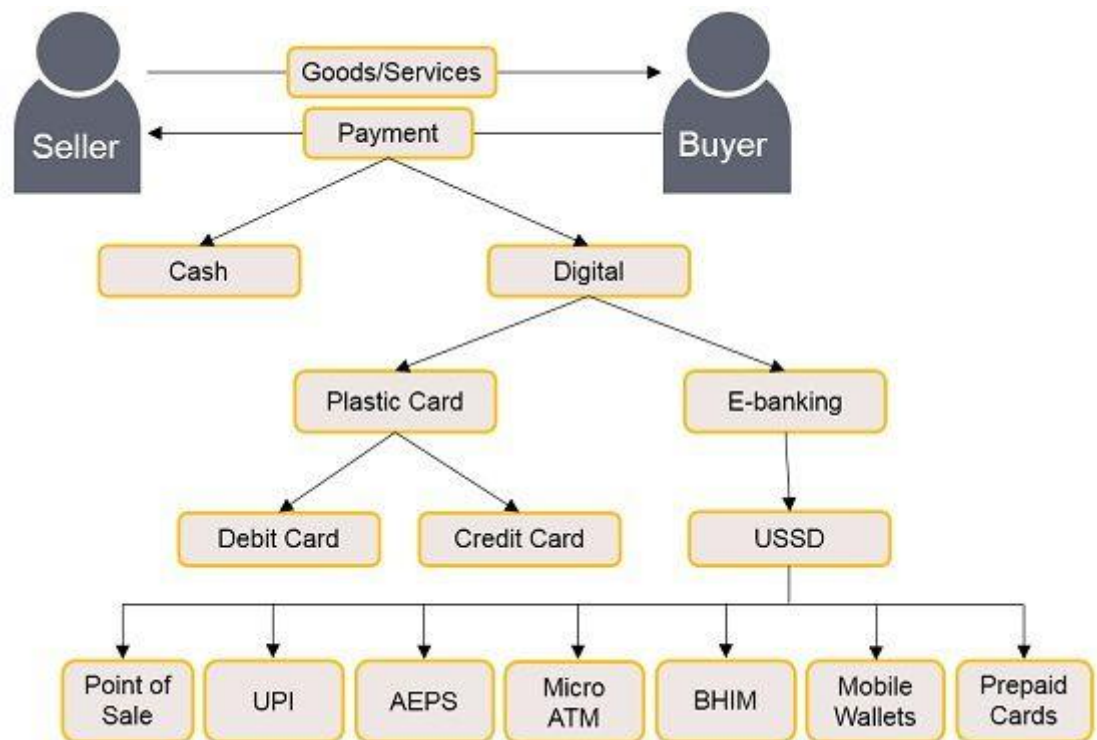 Goods/Services
Payment
Seller
Buyer
Cash
Digital
Plastic Card
E-banking
Debit Card
Credit Card
USSD
Point of
Sale
UPI
AEPS
Micro
ATM
BHIM
Mobile
Wallets
Prepaid
Cards